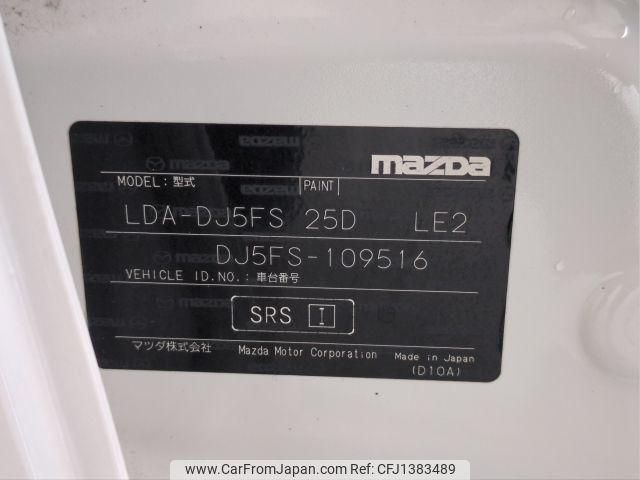 mazda
MODEL: 型式 PAINT
LDA-DJ5FS 25D LE2
DJ5FS-109516
VEHICLE ID.NO.: 車台番号
SRS I
マツダ株式会社 Mazda Motor Corporation Made in Japan
(D10A)
www.CarFromJapan.com © CarFromJapan - CFJ1383489